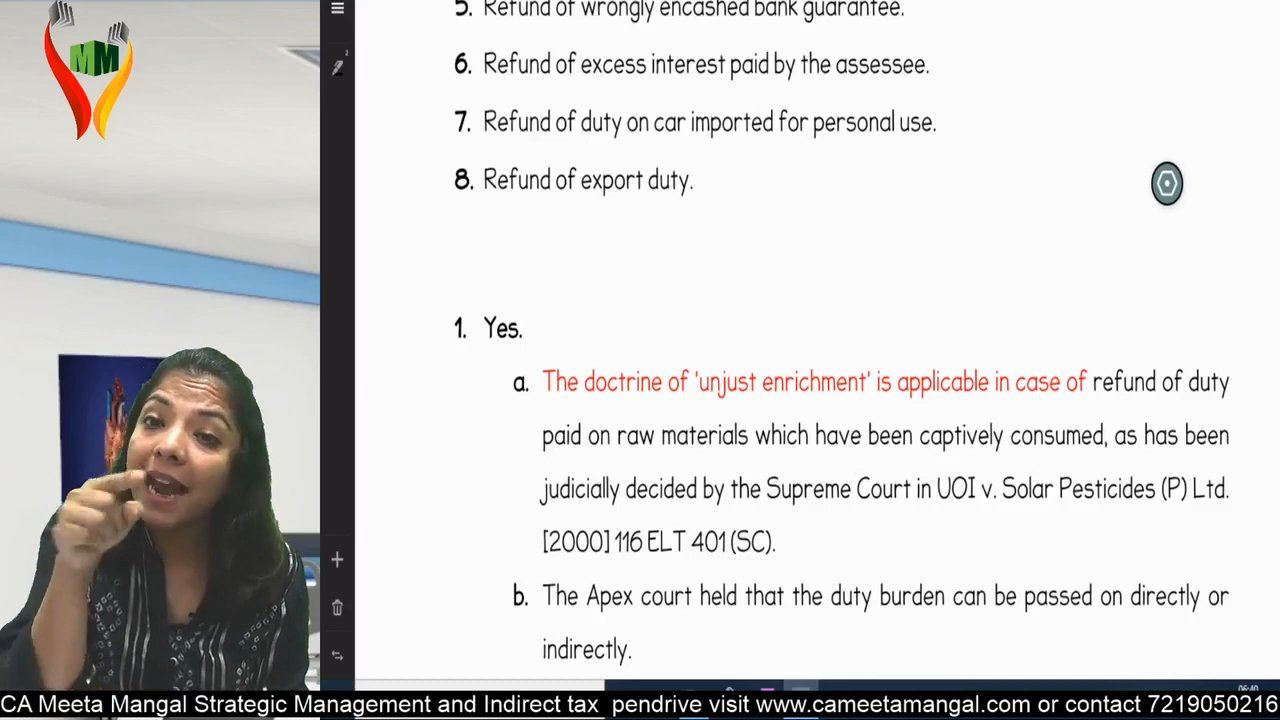 MM
5. Refund of wrongly encashed bank guarantee.
6. Refund of excess interest paid by the assessee.
7. Refund of duty on car imported for personal use.
8. Refund of export duty.
1. Yes.
a. The doctrine of 'unjust enrichment' is applicable in case of refund of duty
paid on raw materials which have been captively consumed, as has been
judicially decided by the Supreme Court in UOI v. Solar Pesticides (P) Ltd.
[2000] 116 ELT 401 (SC).
b. The Apex court held that the duty burden can be passed on directly or
indirectly.
CA Meeta Mangal Strategic Management and Indirect tax pendrive visit www.cameetamangal.com or contact 7219050216